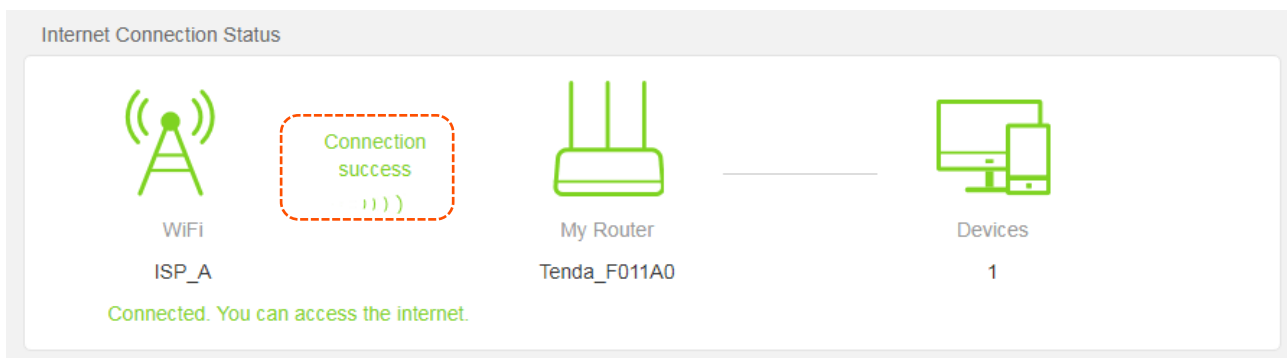 Internet Connection Status
Connection
success
WiFi
My Router
Devices
ISP_A
Tenda_F011A0
1
Connected. You can access the internet.